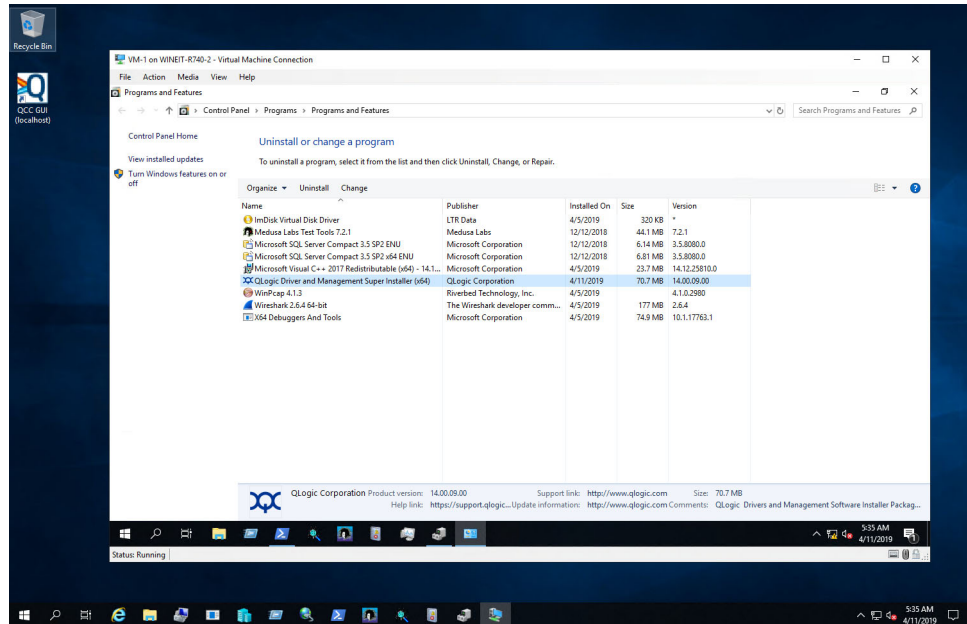 Recycle Bin
QCC GUI
(localhost)
VM-1 on WINEIT-R740-2 - Virtual Machine Connection
File Action Media View Help
Programs and Features
Control Panel > Programs > Programs and Features
Search Programs and Features
Control Panel Home
View installed updates
Turn Windows features on or
off
Uninstall or change a program
To uninstall a program, select it from the list and then click Uninstall, Change, or Repair.
Organize Uninstall Change
Name Publisher Installed On Size Version
ImDisk Virtual Disk Driver LTR Data 4/5/2019 320 KB *
Medusa Labs Test Tools 7.2.1 Medusa Labs 12/12/2018 44.1 MB 7.2.1
Microsoft SQL Server Compact 3.5 SP2 ENU Microsoft Corporation 12/12/2018 6.14 MB 3.5.8080.0
Microsoft SQL Server Compact 3.5 SP2 x64 ENU Microsoft Corporation 12/12/2018 6.81 MB 3.5.8080.0
Microsoft Visual C++ 2017 Redistributable (x64) - 14.1... Microsoft Corporation 4/5/2019 23.7 MB 14.12.25810.0
QLogic Driver and Management Super Installer (x64) QLogic Corporation 4/11/2019 70.7 MB 14.00.09.00
WinPcap 4.1.3 Riverbed Technology, Inc. 4/5/2019 4.1.0.2980
Wireshark 2.6.4 64-bit The Wireshark developer comm... 4/5/2019 177 MB 2.6.4
X64 Debuggers And Tools Microsoft Corporation 4/5/2019 74.9 MB 10.1.17763.1
QLogic Corporation Product version: 14.00.09.00 Support link: http://www.qlogic.com Size: 70.7 MB
Help link: https://support.qlogic... Update information: http://www.qlogic.com Comments: QLogic Drivers and Management Software Installer Packag...
5:35 AM
4/11/2019
Status: Running
5:35 AM
4/11/2019